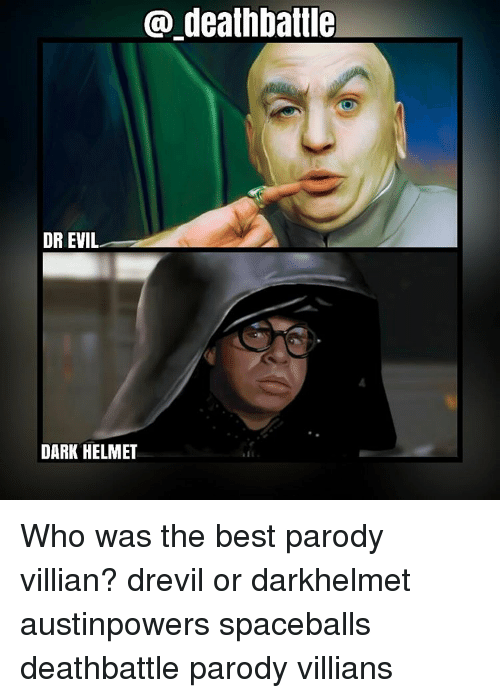 @_deathbattle
DR EVIL
DARK HELMET
Who was the best parody
villian? drevil or darkhelmet
austinpowers spaceballs
deathbattle parody villians